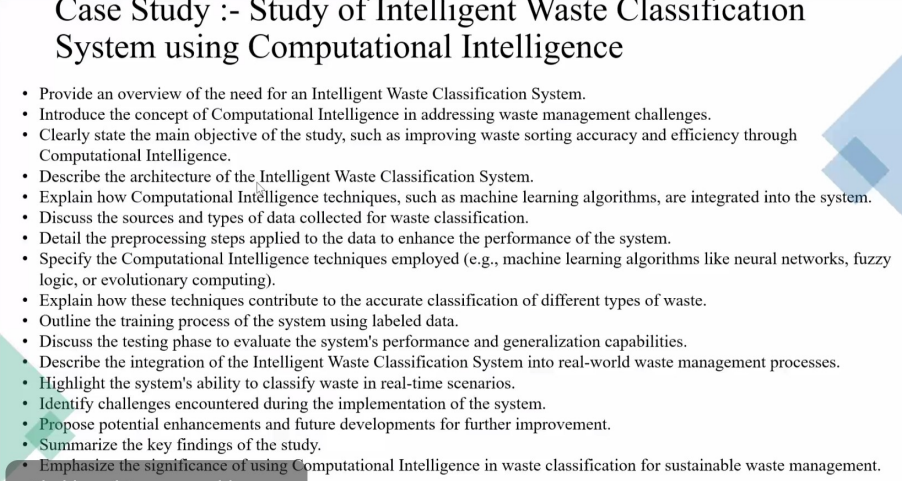 Case Study :- Study of Intelligent Waste Classification
System using Computational Intelligence
• Provide an overview of the need for an Intelligent Waste Classification System.
• Introduce the concept of Computational Intelligence in addressing waste management challenges.
• Clearly state the main objective of the study, such as improving waste sorting accuracy and efficiency through
Computational Intelligence.
• Describe the architecture of the Intelligent Waste Classification System.
• Explain how Computational Intelligence techniques, such as machine learning algorithms, are integrated into the system.
• Discuss the sources and types of data collected for waste classification.
• Detail the preprocessing steps applied to the data to enhance the performance of the system.
• Specify the Computational Intelligence techniques employed (e.g., machine learning algorithms like neural networks, fuzzy
logic, or evolutionary computing).
• Explain how these techniques contribute to the accurate classification of different types of waste.
• Outline the training process of the system using labeled data.
• Discuss the testing phase to evaluate the system's performance and generalization capabilities.
• Describe the integration of the Intelligent Waste Classification System into real-world waste management processes.
• Highlight the system's ability to classify waste in real-time scenarios.
• Identify challenges encountered during the implementation of the system.
• Propose potential enhancements and future developments for further improvement.
• Summarize the key findings of the study.
• Emphasize the significance of using Computational Intelligence in waste classification for sustainable waste management.